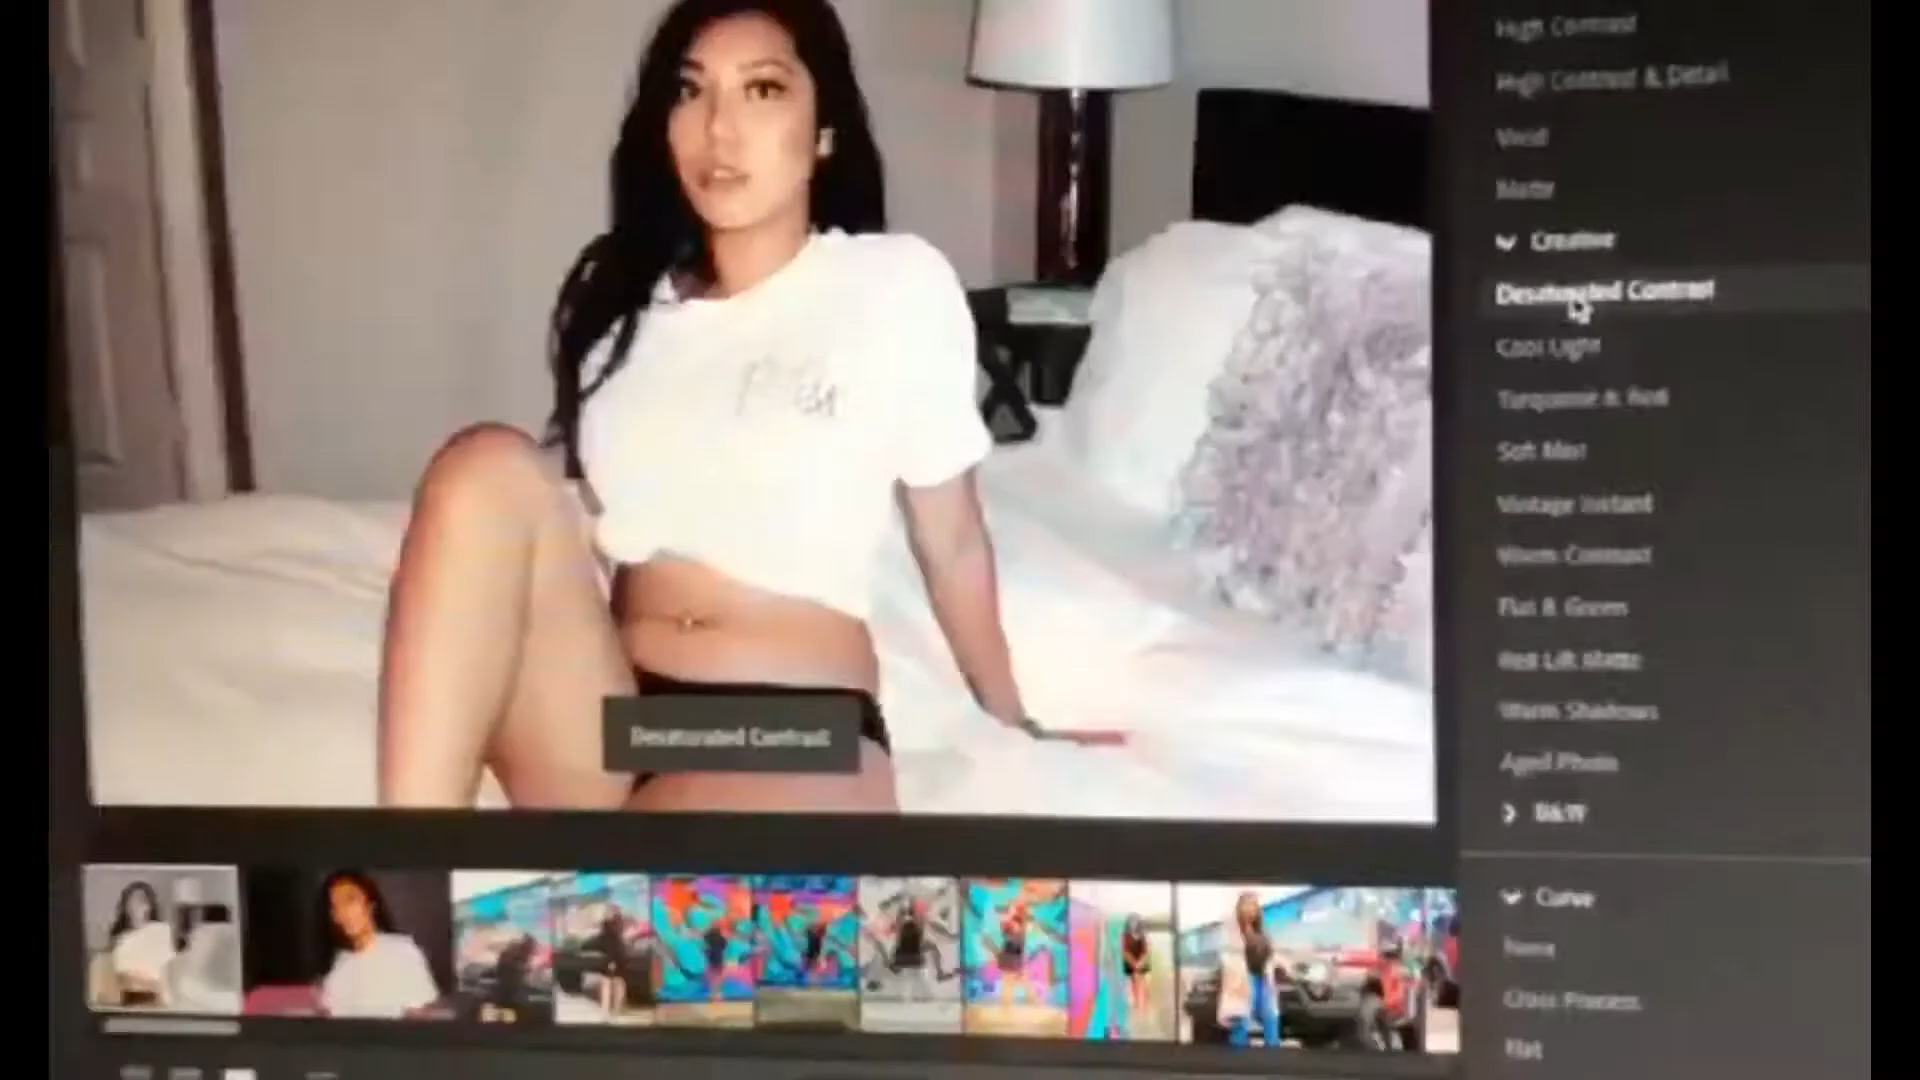 High Contrast
High Contrast & Detail
Vivid
Matte
Creative
Desaturated Contrast
Cool Light
Turquoise & Red
Soft Mist
Vintage Instant
Warm Contrast
Flat & Green
Red Lift Matte
Warm Shadows
Aged Photo
B&W
Desaturated Contrast
Curve
None
Cross Process
Flat